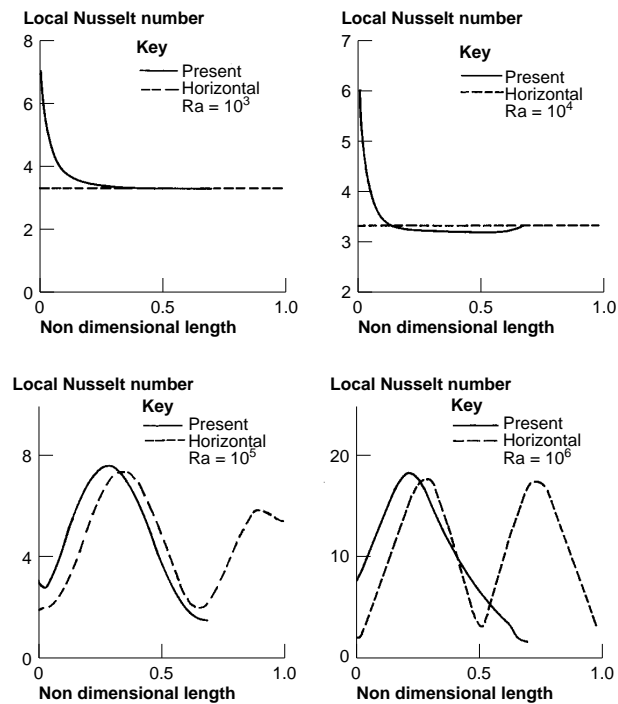 Local Nusselt number
8
6
4
2
0
Key
Present
Horizontal
Ra = 10³
0
0.5
1.0
Non dimensional length
Local Nusselt number
7
6
5
4
3
2
Key
Present
Horizontal
Ra = 10⁴
0
0.5
1.0
Non dimensional length
Local Nusselt number
8
4
0
Key
Present
Horizontal
Ra = 10⁵
0
0.5
1.0
Non dimensional length
Local Nusselt number
20
10
0
Key
Present
Horizontal
Ra = 10⁶
0
0.5
1.0
Non dimensional length